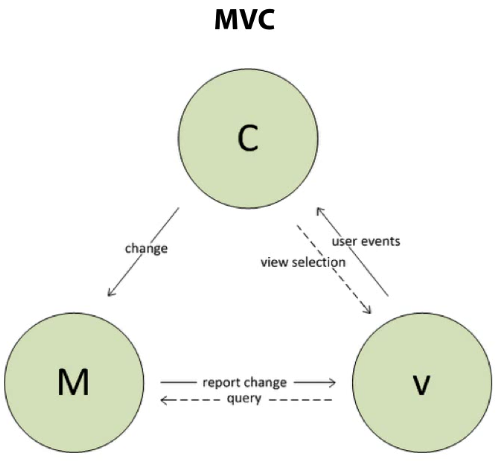 MVC
C
change
user events
view selection
M
report change
query
v